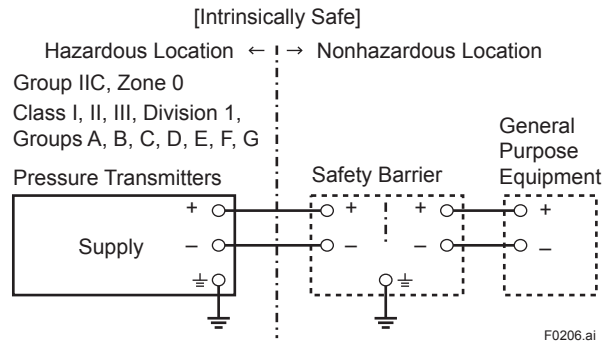 [Intrinsically Safe]
Hazardous Location ← → Nonhazardous Location
Group IIC, Zone 0
Class I, II, III, Division 1,
Groups A, B, C, D, E, F, G
General
Purpose
Equipment
Pressure Transmitters
Safety Barrier
+ + + +
Supply
− − − −
F0206.ai